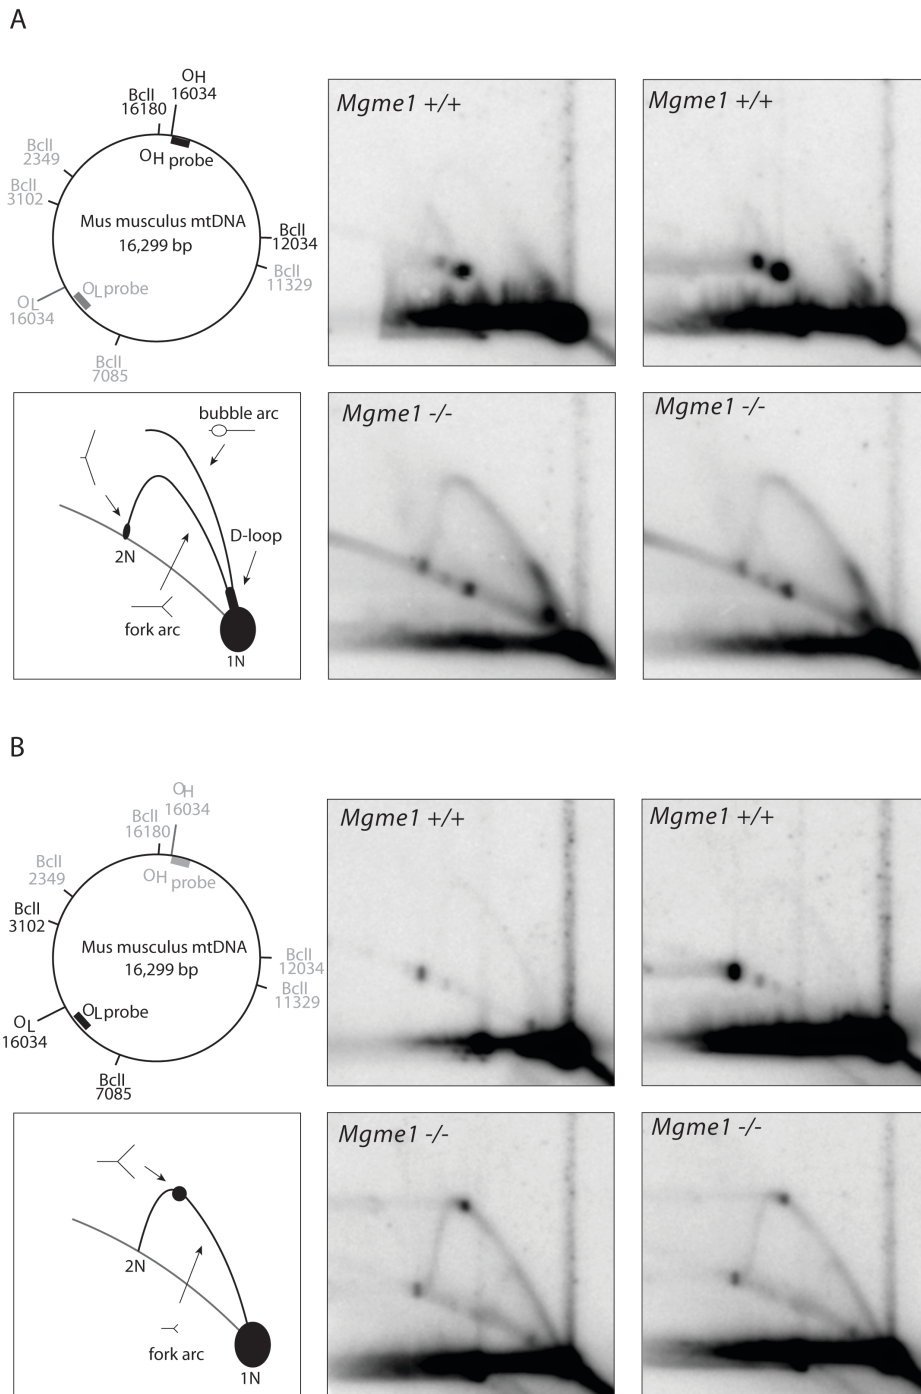 A
OH
16034
BclI
16180
BclI
2349
OH probe
BclI
3102
Mus musculus mtDNA
16,299 bp
BclI
12034
BclI
11329
OL probe
OL
16034
BclI
7085
Mgme1 +/+
Mgme1 +/+
bubble arc
D-loop
2N
fork arc
1N
Mgme1 -/-
Mgme1 -/-
B
OH
16034
BclI
16180
BclI
2349
OH probe
BclI
3102
Mus musculus mtDNA
16,299 bp
BclI
12034
BclI
11329
OL probe
OL
16034
BclI
7085
Mgme1 +/+
Mgme1 +/+
2N
fork arc
1N
Mgme1 -/-
Mgme1 -/-